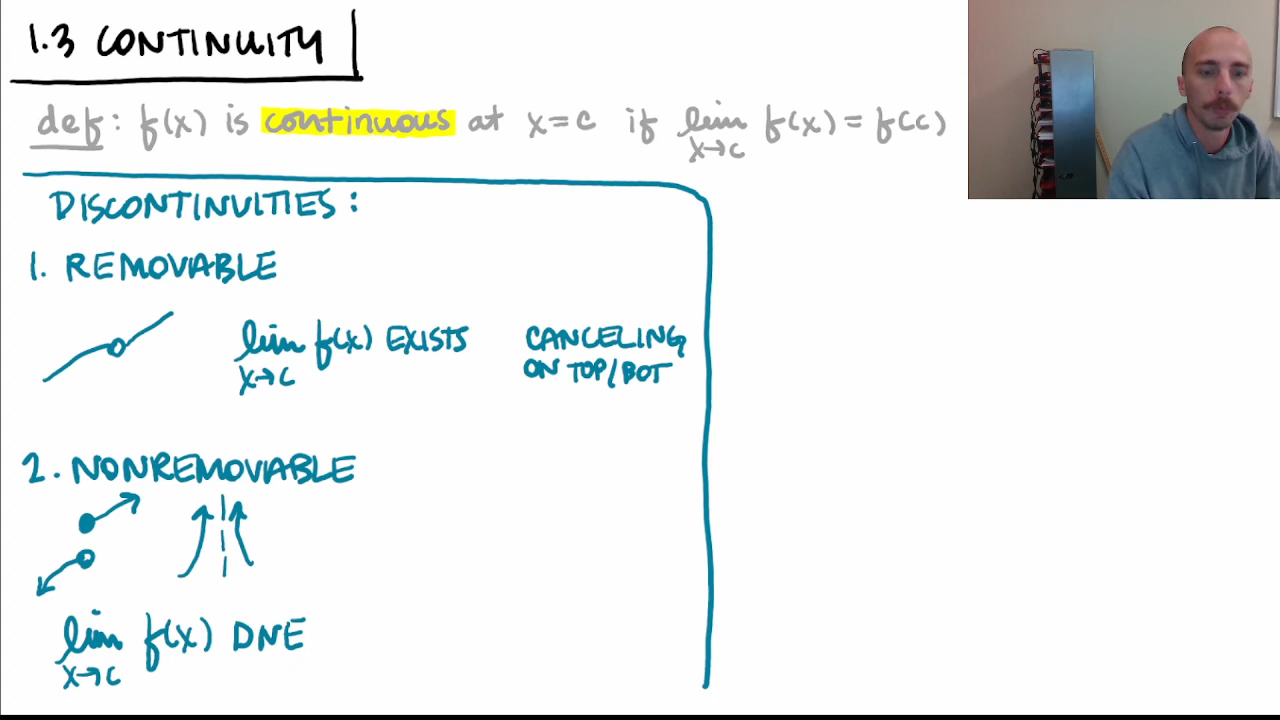 1.3 CONTINUITY
def: f(x) is continuous at x=c if lim x→c f(x) = f(c)
DISCONTINUITIES:
1. REMOVABLE
lim x→c f(x) EXISTS
CANCELING
ON TOP/BOT
2. NONREMOVABLE
lim x→c f(x) DNE